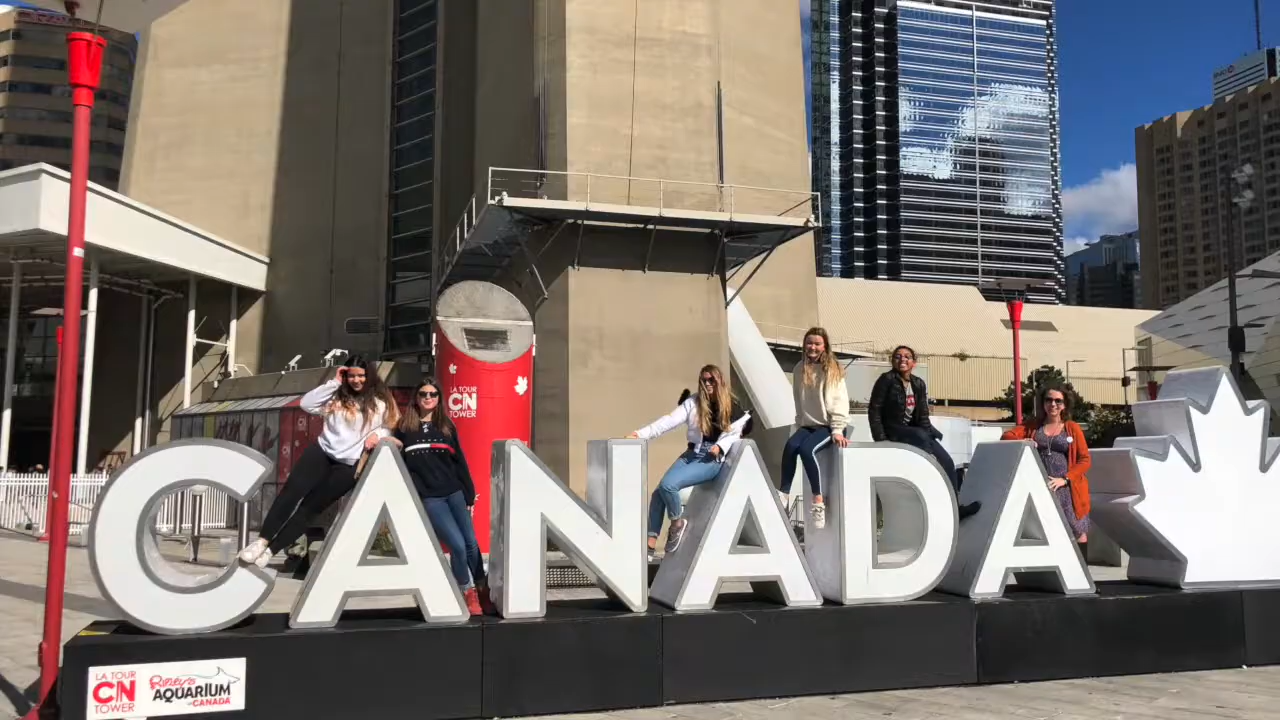 LA TOUR
CN
TOWER
CANADA
LA TOUR
CN
TOWER
Ripley's
AQUARIUM
OF CANADA